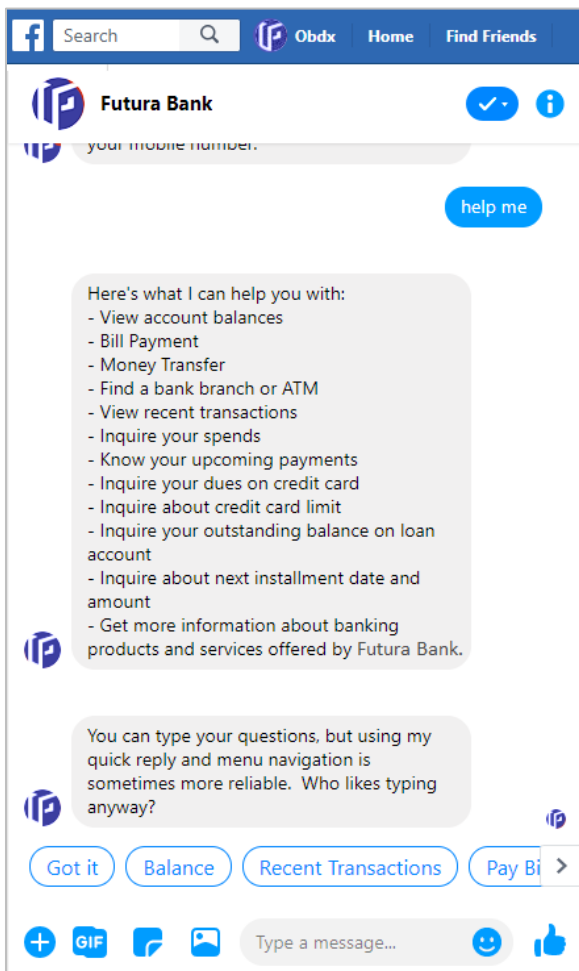 Search
Obdx
Home
Find Friends
Futura Bank
your mobile number.
help me
Here's what I can help you with:
- View account balances
- Bill Payment
- Money Transfer
- Find a bank branch or ATM
- View recent transactions
- Inquire your spends
- Know your upcoming payments
- Inquire your dues on credit card
- Inquire about credit card limit
- Inquire your outstanding balance on loan
account
- Inquire about next installment date and
amount
- Get more information about banking
products and services offered by Futura Bank.
You can type your questions, but using my
quick reply and menu navigation is
sometimes more reliable.  Who likes typing
anyway?
Got it
Balance
Recent Transactions
Pay Bi
GIF
Type a message...